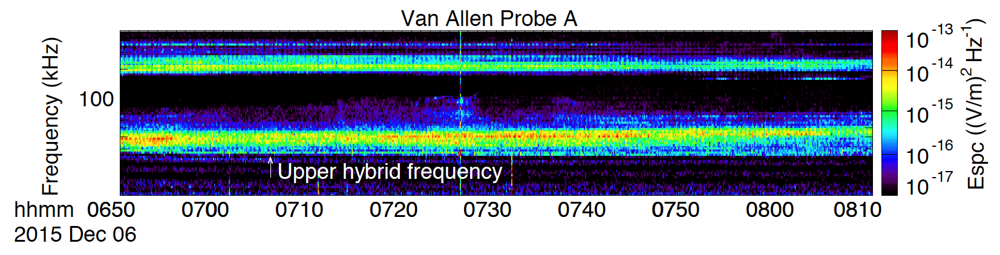 Van Allen Probe A
Frequency (kHz)
100
Upper hybrid frequency
hhmm 0650 0700 0710 0720 0730 0740 0750 0800 0810
2015 Dec 06
10^-13
10^-14
10^-15
10^-16
10^-17
Espc ((V/m)^2 Hz^-1)